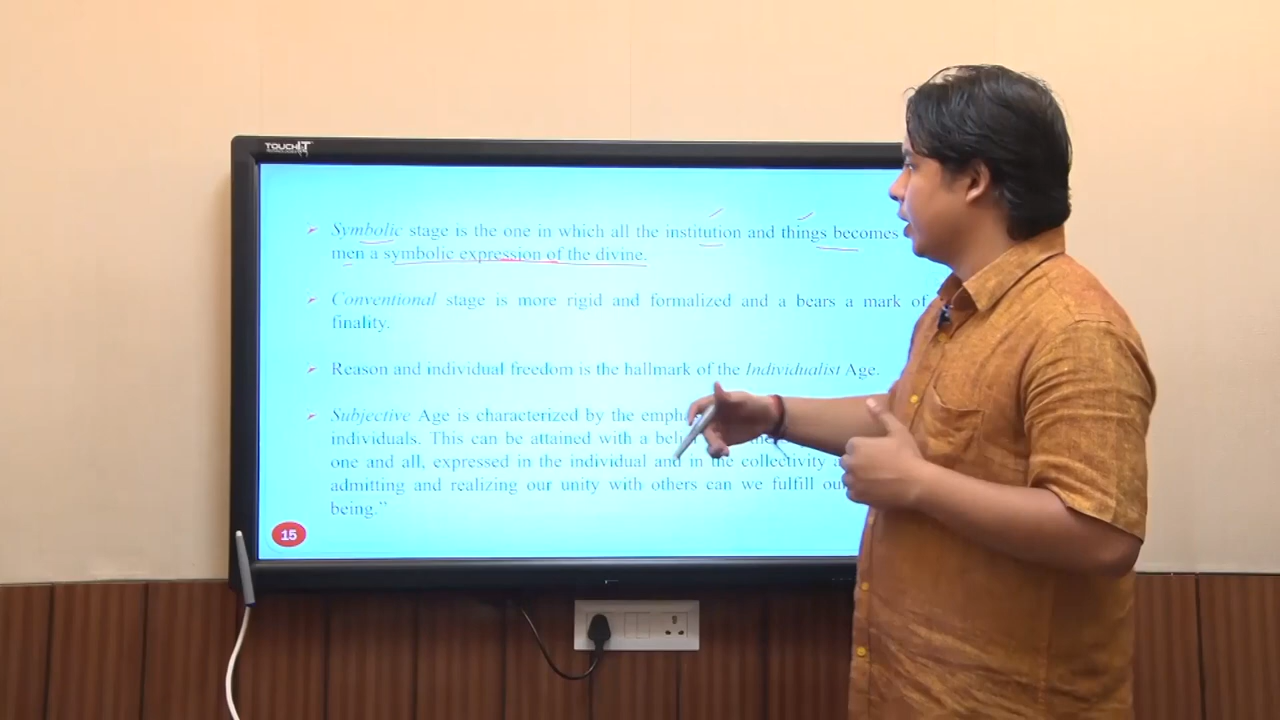 TOUCHIT
Symbolic stage is the one in which all the institution and things becomes
men a symbolic expression of the divine.
Conventional stage is more rigid and formalized and a bears a mark of
finality.
Reason and individual freedom is the hallmark of the Individualist Age.
Subjective Age is characterized by the
individuals. This can be attained with a
one and all, expressed in the individual and in the collectivity
admitting and realizing our unity with others can we fulfill
being.”
15